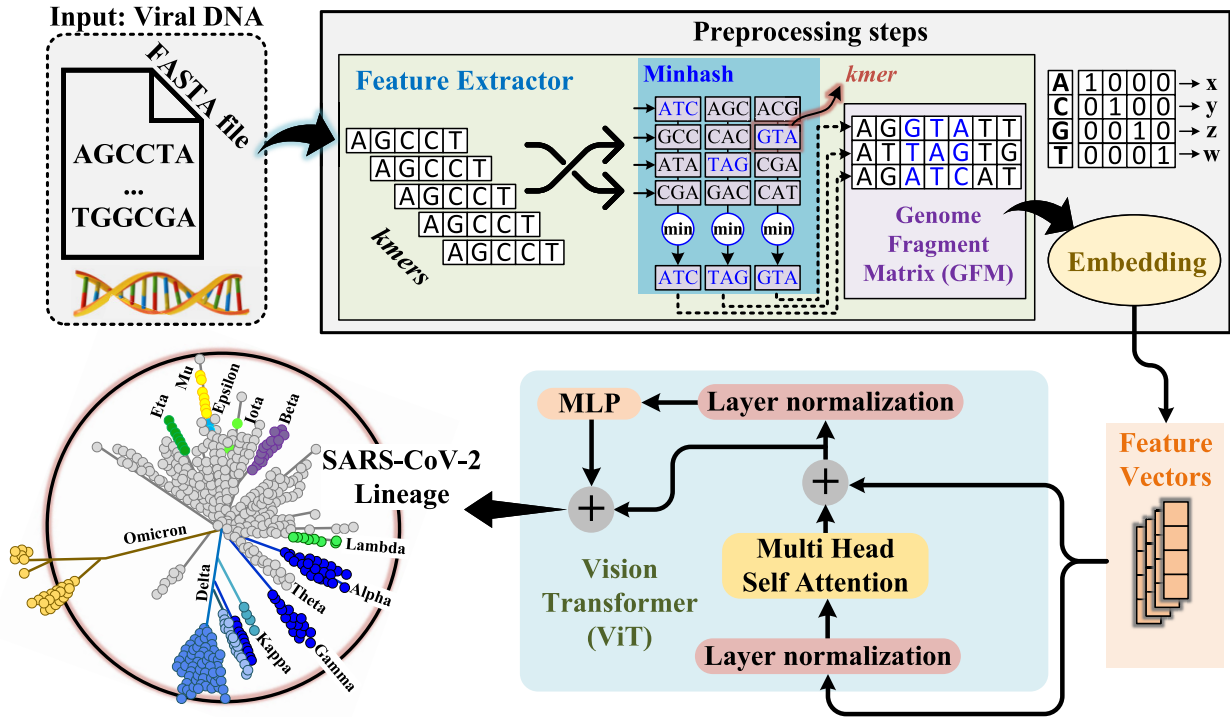 Input: Viral DNA
FASTA file
AGCCTA
...
TGGCGA
Preprocessing steps
Feature Extractor
AGCCT
AGCCT
AGCCT
AGCCT
AGCCT
kmers
Minhash
ATC AGC ACG
GCC CAC GTA
ATA TAG CGA
CGA GAC CAT
min min min
ATC TAG GTA
kmer
AGGTATT
ATTAGTG
AGATCAT
Genome
Fragment
Matrix (GFM)
A 1 0 0 0 x
C 0 1 0 0 y
G 0 0 1 0 z
T 0 0 0 1 w
Embedding
Feature
Vectors
MLP
Layer normalization
+
+
Multi Head
Self Attention
Layer normalization
Vision
Transformer
(ViT)
SARS-CoV-2
Lineage
Eta
Mu
Epsilon
Iota
Beta
Omicron
Lambda
Alpha
Theta
Gamma
Kappa
Delta